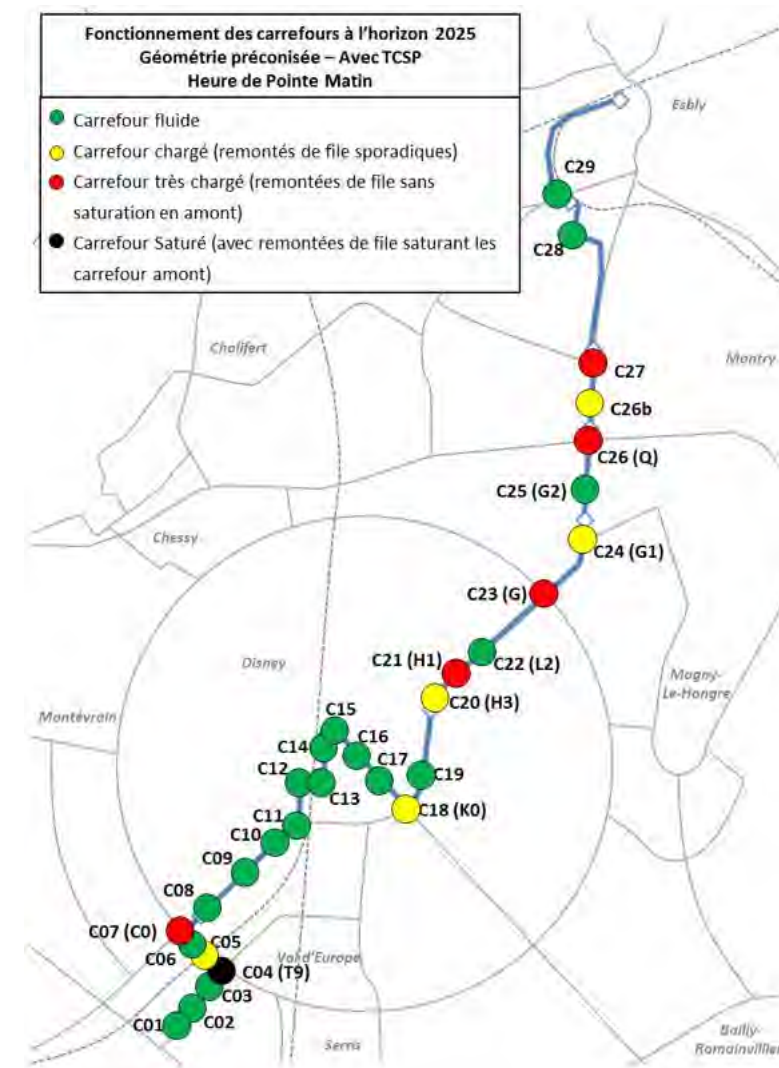 Fonctionnement des carrefours à l'horizon 2025
Géométrie préconisée – Avec TCSP
Heure de Pointe Matin
Carrefour fluide
Carrefour chargé (remontés de file sporadiques)
Carrefour très chargé (remontées de file sans
saturation en amont)
Carrefour Saturé (avec remontées de file saturant les
carrefour amont)
Esbly
C29
C28
Chalifert
C27
Montry
C26b
C26 (Q)
C25 (G2)
Chessy
C24 (G1)
C23 (G)
Disney
C21 (H1)
C22 (L2)
Magny-
Le-Hongre
C20 (H3)
Montévrain
C15
C14
C16
C12
C17
C19
C13
C18 (K0)
C11
C10
C09
C08
C07 (C0)
C05
C06
Val d'Europe
C04 (T9)
C03
C02
C01
Serris
Bailly-
Romainvillier